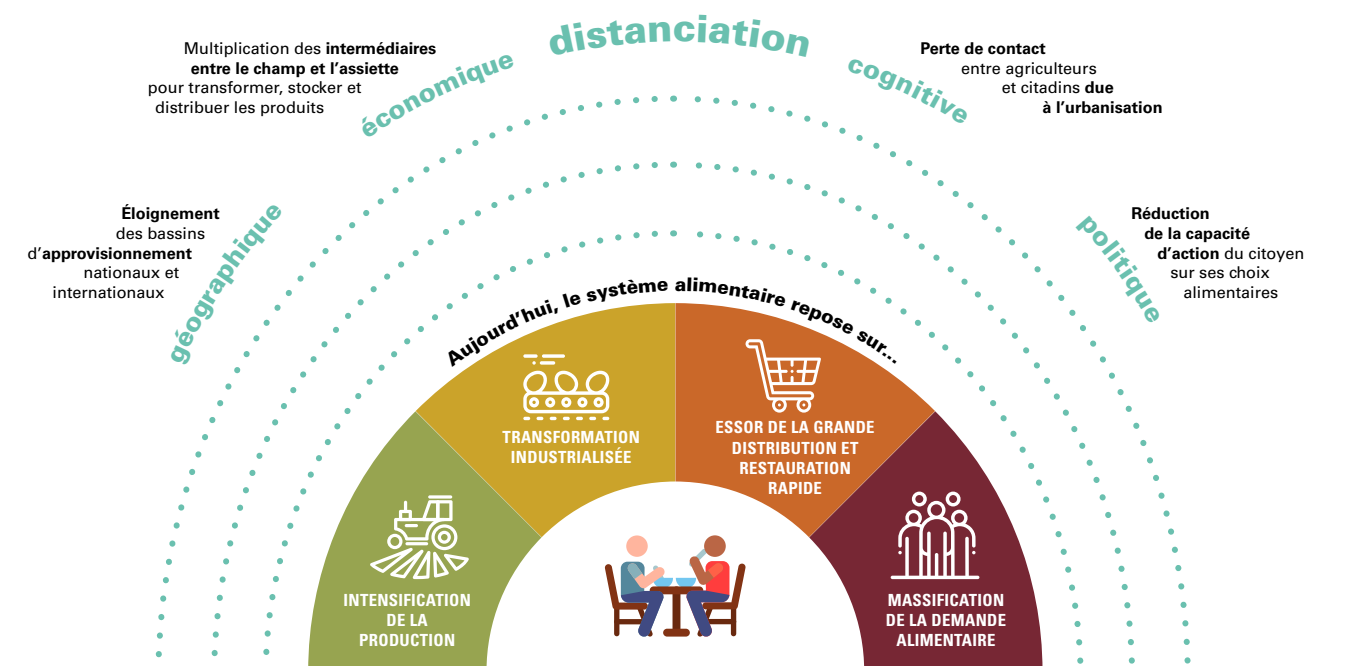 distanciation
économique
Multiplication des intermédiaires
entre le champ et l’assiette
pour transformer, stocker et
distribuer les produits
cognitive
Perte de contact
entre agriculteurs
et citadins due
à l’urbanisation
géographique
Éloignement
des bassins
d’approvisionnement
nationaux et
internationaux
politique
Réduction
de la capacité
d’action du citoyen
sur ses choix
alimentaires
Aujourd’hui, le système alimentaire repose sur...
INTENSIFICATION
DE LA
PRODUCTION
TRANSFORMATION
INDUSTRIALISÉE
ESSOR DE LA GRANDE
DISTRIBUTION ET
RESTAURATION
RAPIDE
MASSIFICATION
DE LA DEMANDE
ALIMENTAIRE